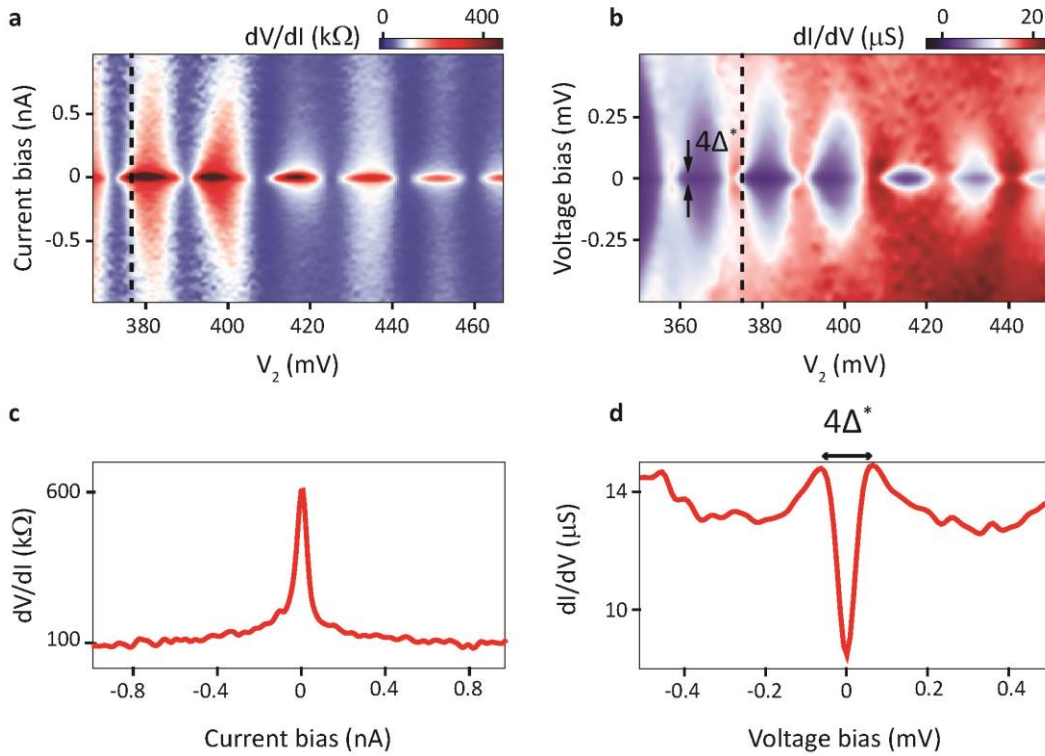 a
dV/dI (kΩ)
0
400
Current bias (nA)
0.5
0
-0.5
380
400
420
440
460
V₂ (mV)
b
dI/dV (μS)
0
20
Voltage bias (mV)
0.25
0
-0.25
4Δ*
360
380
400
420
440
V₂ (mV)
c
dV/dI (kΩ)
600
100
-0.8
-0.4
0
0.4
0.8
Current bias (nA)
d
4Δ*
dI/dV (μS)
14
10
-0.4
-0.2
0
0.2
0.4
Voltage bias (mV)